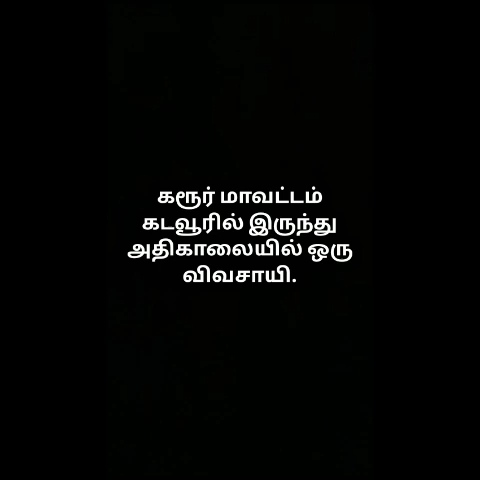 கரூர் மாவட்டம்
கடவூரில் இருந்து
அதிகாலையில் ஒரு
விவசாயி.